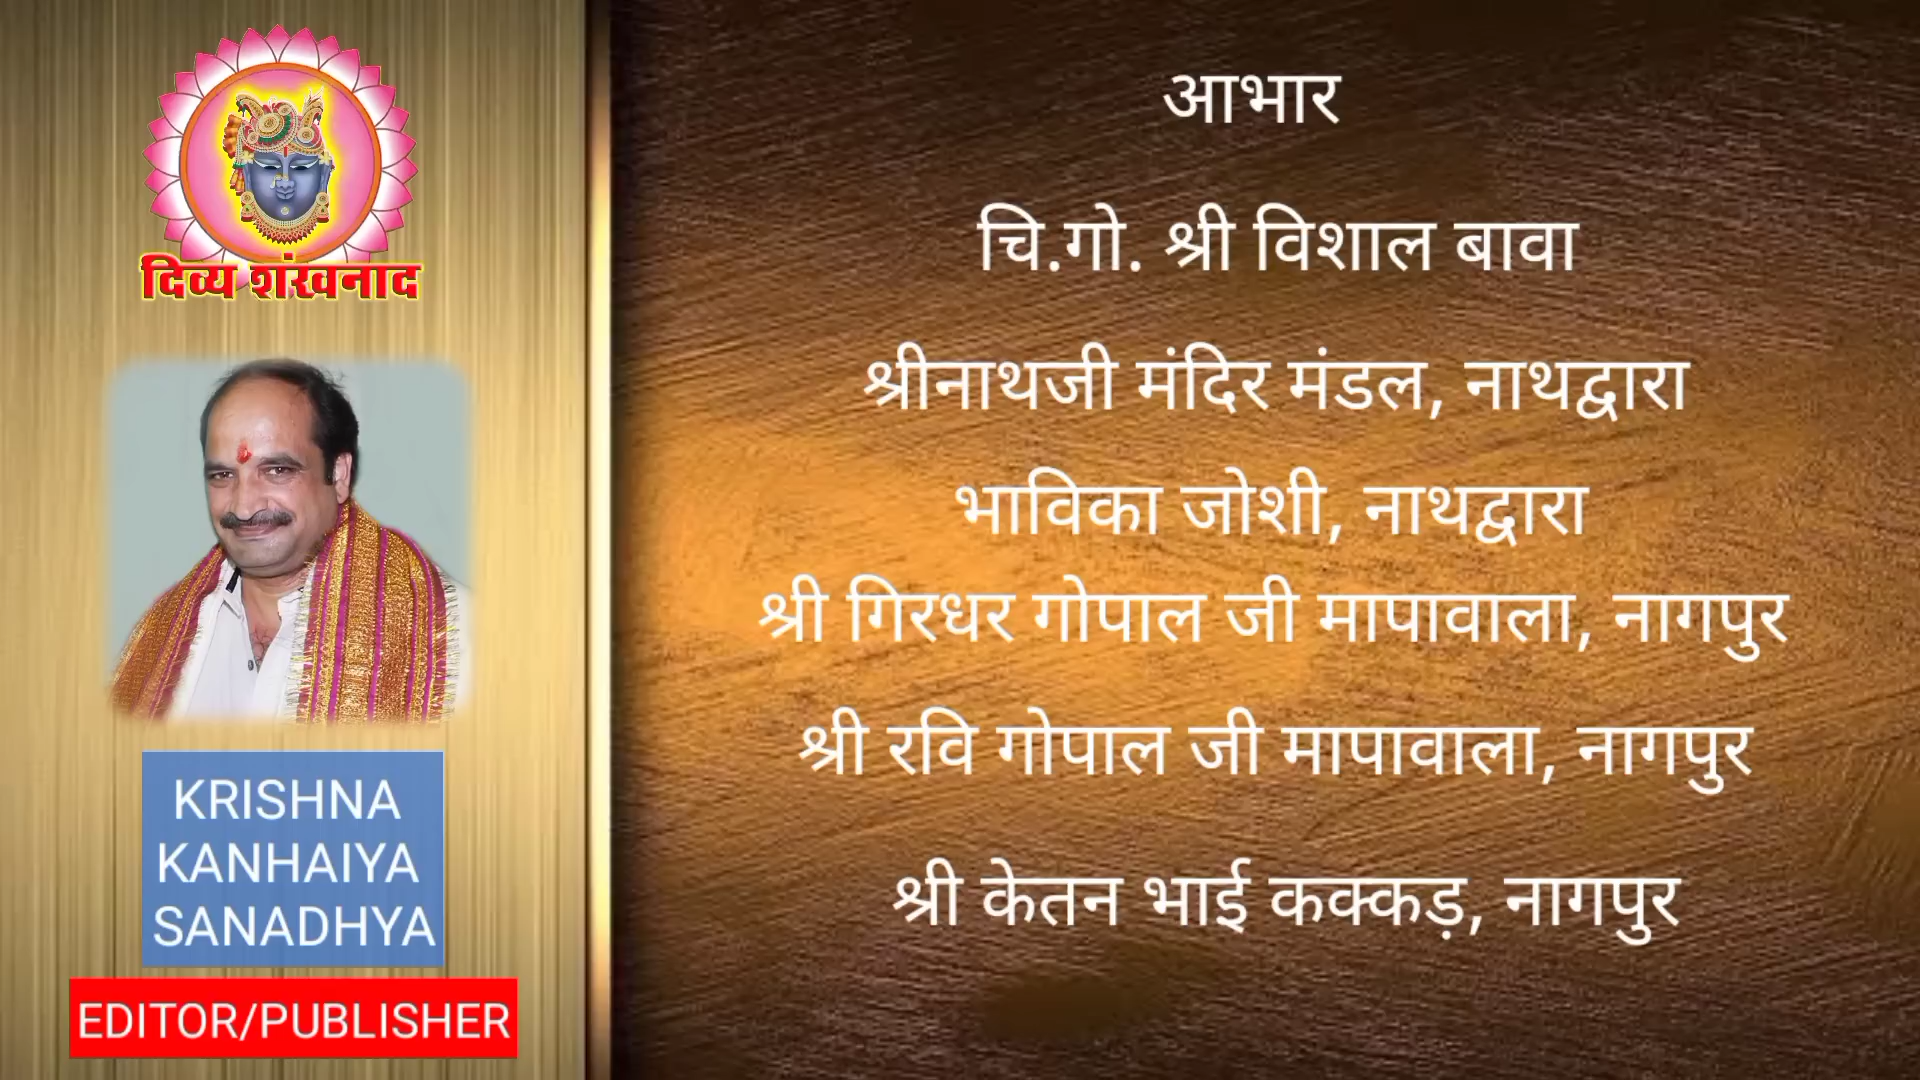 दिव्य शंखनाद
KRISHNA
KANHAIYA
SANADHYA
EDITOR/PUBLISHER
आभार
चि.गो. श्री विशाल बावा
श्रीनाथजी मंदिर मंडल, नाथद्वारा
भाविका जोशी, नाथद्वारा
श्री गिरधर गोपाल जी मापावाला, नागपुर
श्री रवि गोपाल जी मापावाला, नागपुर
श्री केतन भाई कक्कड़, नागपुर